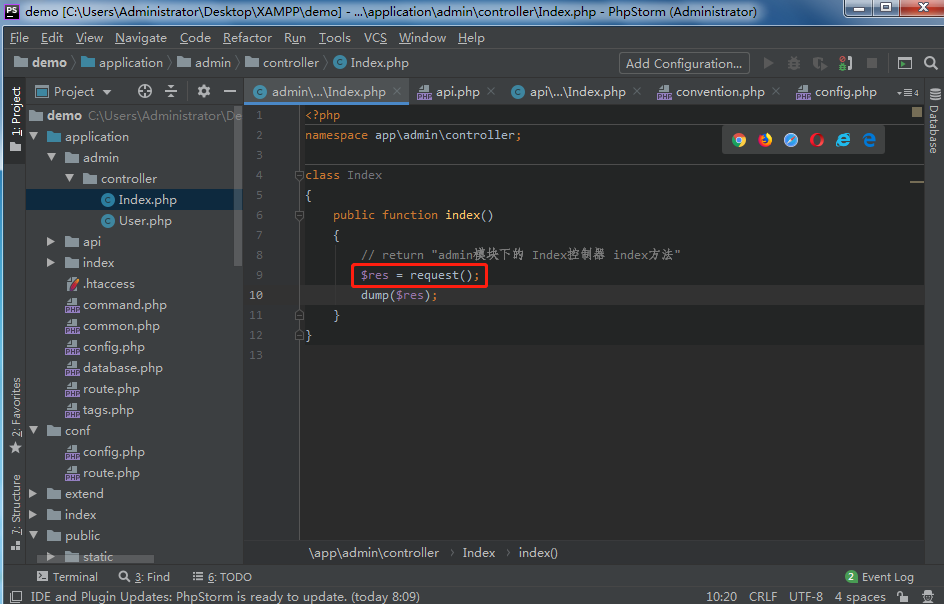 demo [C:\Users\Administrator\Desktop\XAMPP\demo] - ...\application\admin\controller\Index.php - PhpStorm (Administrator)
File Edit View Navigate Code Refactor Run Tools VCS Window Help
demo application admin controller Index.php Add Configuration...
1: Project
2: Favorites
7: Structure
Project
demo C:\Users\Administrator\De
application
admin
controller
Index.php
User.php
api
index
.htaccess
command.php
common.php
config.php
database.php
route.php
tags.php
conf
config.php
route.php
extend
index
public
static
admin\...\Index.php api.php api\...\Index.php convention.php config.php 4
1 <?php
2 namespace app\admin\controller;
3
4 class Index
5 {
6 public function index()
7 {
8 // return "admin模块下的 Index控制器 index方法"
9 $res = request();
10 dump($res);
11 }
12 }
13
Database
\app\admin\controller › Index › index()
Terminal 3: Find 6: TODO 2 Event Log
IDE and Plugin Updates: PhpStorm is ready to update. (today 8:09) 10:20 CRLF UTF-8 4 spaces